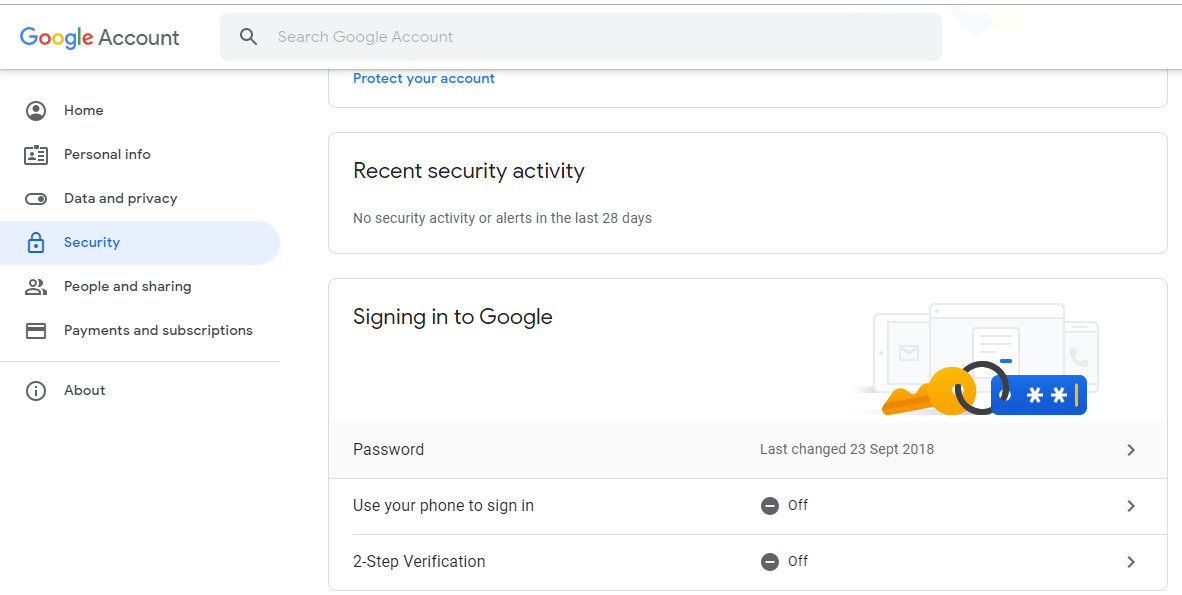 Google Account
Search Google Account
Home
Personal info
Data and privacy
Security
People and sharing
Payments and subscriptions
About
Protect your account
Recent security activity
No security activity or alerts in the last 28 days
Signing in to Google
**
Password Last changed 23 Sept 2018
Use your phone to sign in Off
2-Step Verification Off